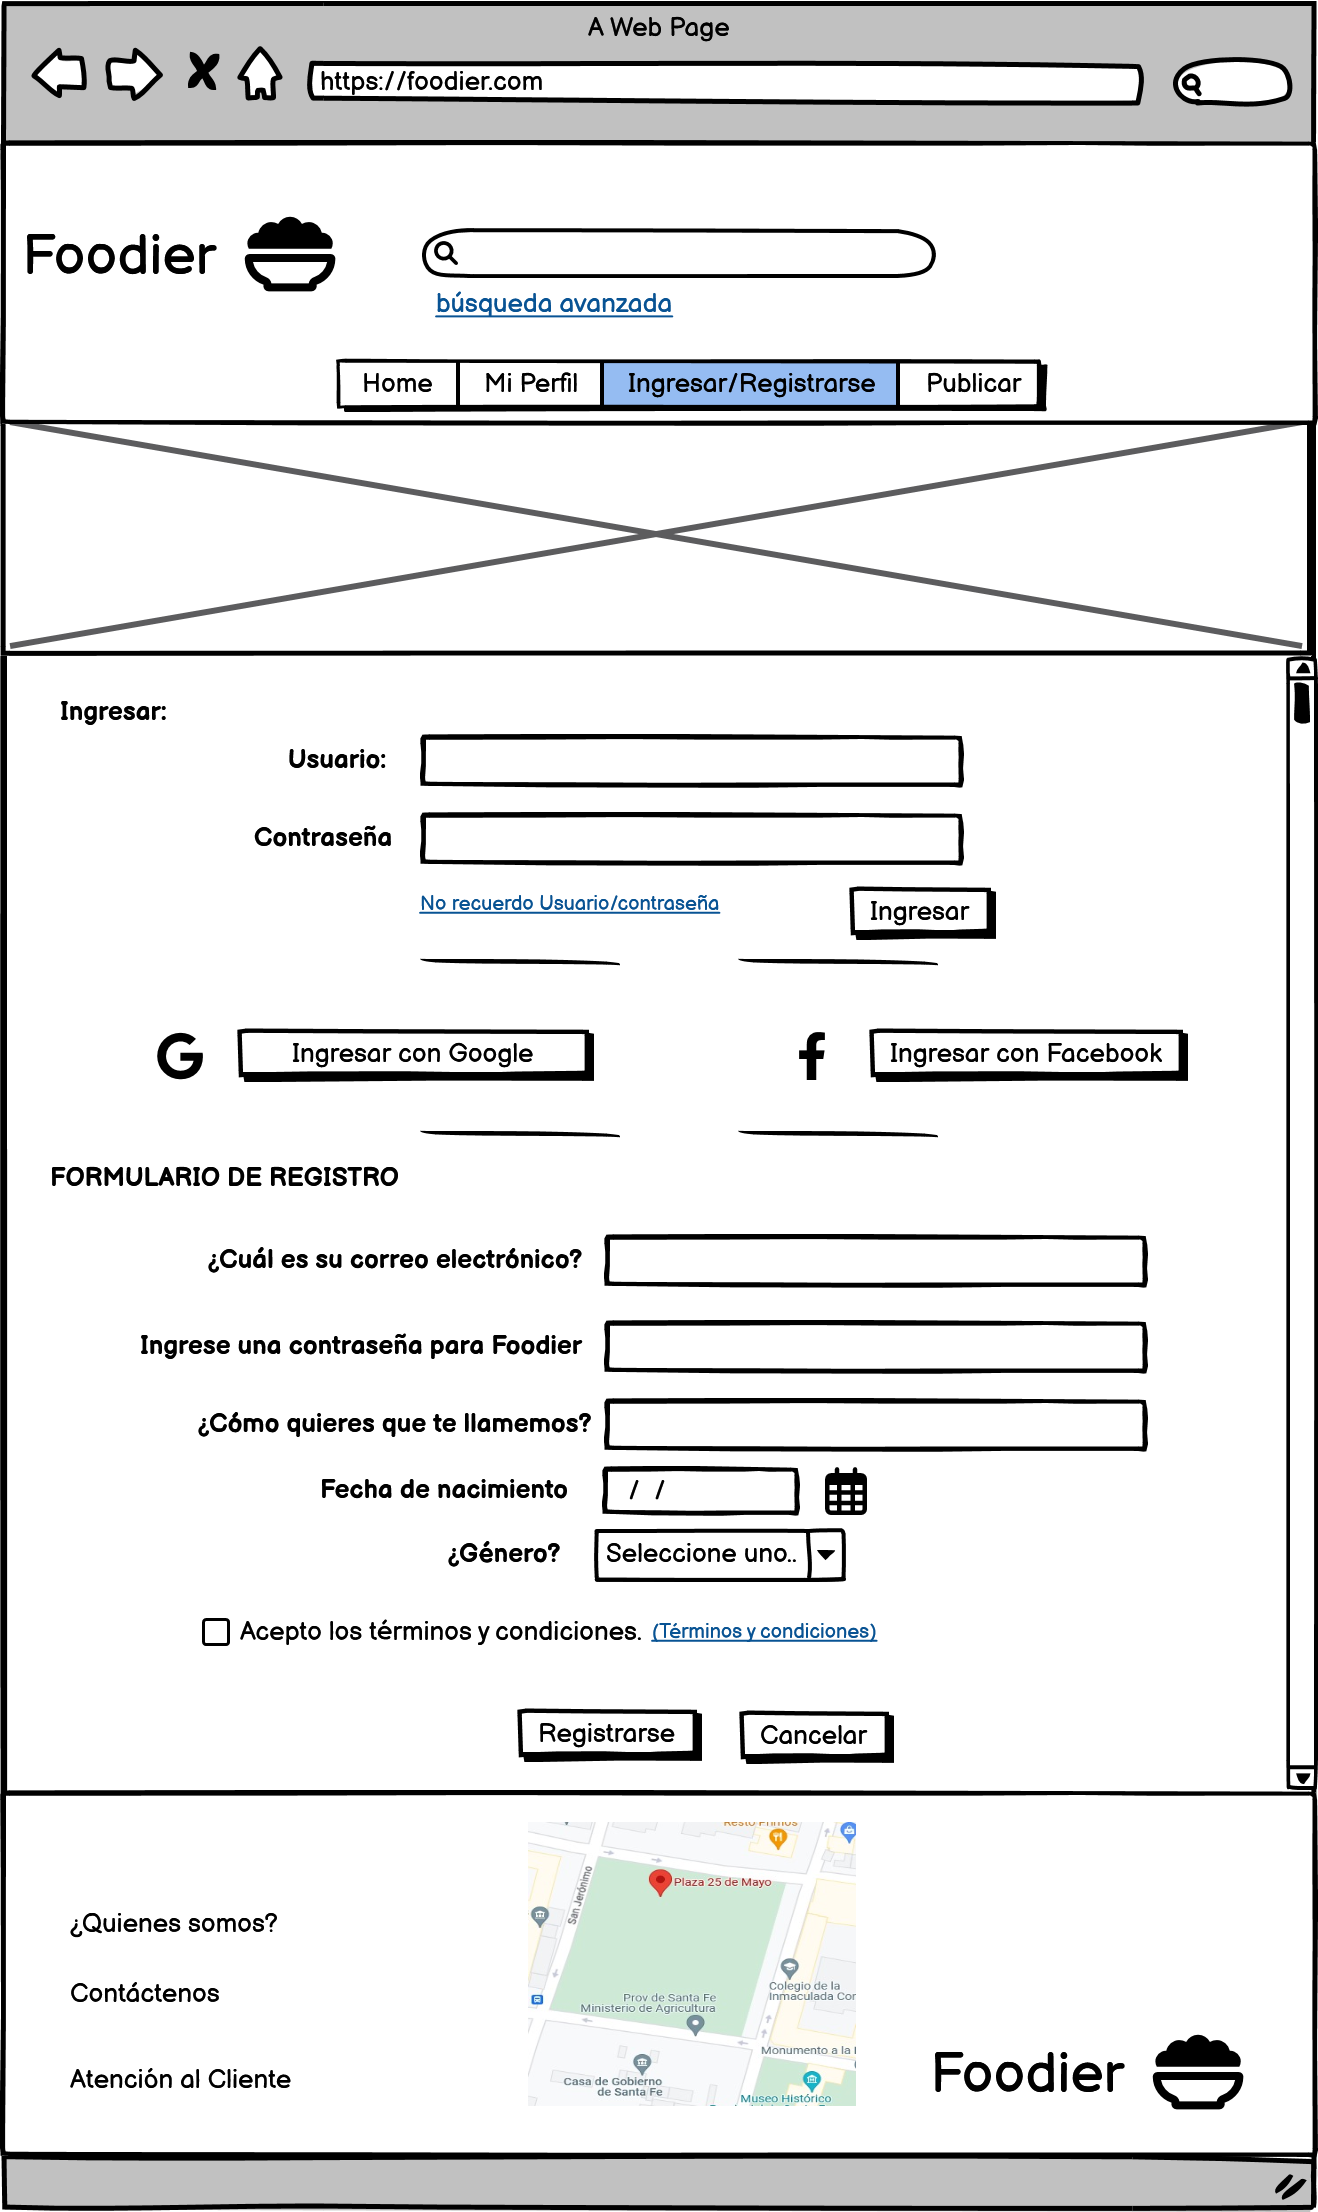 A Web Page
https://foodier.com
Foodier
búsqueda avanzada
Home
Mi Perfil
Ingresar/Registrarse
Publicar
Ingresar:
Usuario:
Contraseña
No recuerdo Usuario/contraseña
Ingresar
Ingresar con Google
Ingresar con Facebook
FORMULARIO DE REGISTRO
¿Cuál es su correo electrónico?
Ingrese una contraseña para Foodier
¿Cómo quieres que te llamemos?
Fecha de nacimiento
/ /
¿Género?
Seleccione uno..
Acepto los términos y condiciones. (Términos y condiciones)
Registrarse
Cancelar
Resto Primos
Plaza 25 de Mayo
San Jerónimo
¿Quienes somos?
Colegio de la
Inmaculada Cor
Contáctenos
Prov de Santa Fe
Ministerio de Agricultura
Monumento a la
Atención al Cliente
Casa de Gobierno
de Santa Fe
Museo Histórico
Foodier